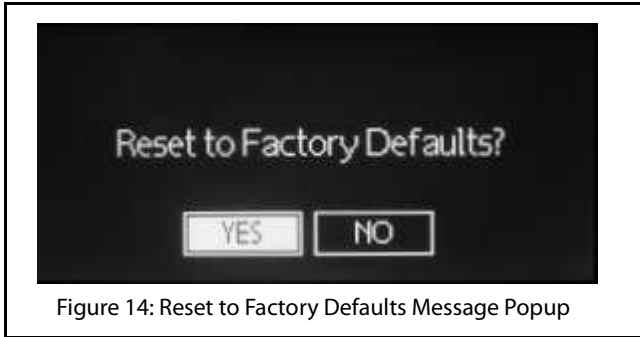 Reset to Factory Defaults?
YES NO
Figure 14: Reset to Factory Defaults Message Popup